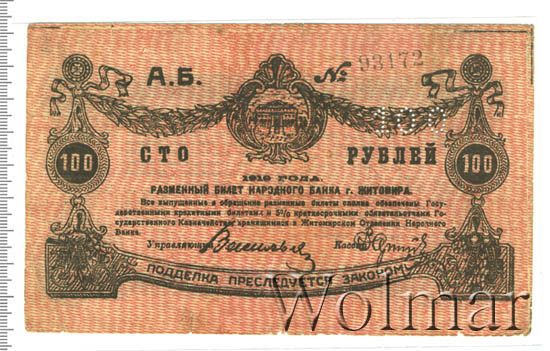 А.Б. № 93172
100 СТО РУБЛЕЙ 100
1919 ГОДА.
РАЗМЕННЫЙ БИЛЕТ НАРОДНОГО БАНКА г. ЖИТОМИРА.
Все выпущенные в обращение разменные билеты сполна обеспечены Госу-
дарственными кредитными билетами и 5% краткосрочными обязательствами Го-
сударственного Казначейства хранящимися в Житомирском Отделении Народного
Банка.
Управляющий Кассир
ПОДДЕЛКА ПРЕСЛЕДУЕТСЯ ЗАКОНОМ
Wolmar